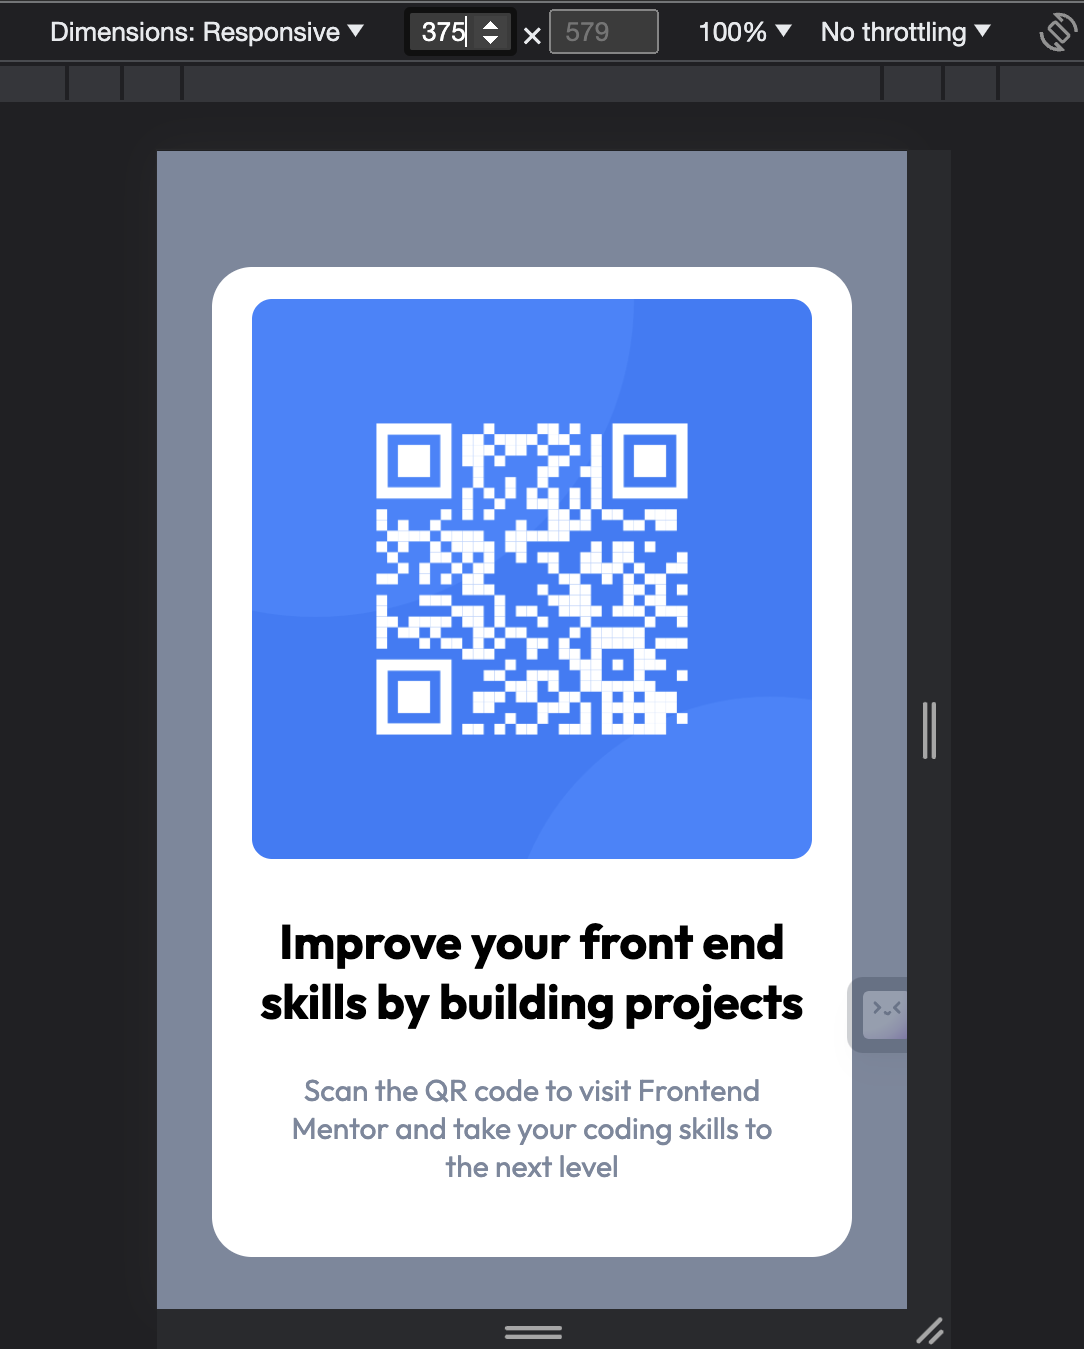 Dimensions: Responsive 375 × 579 100% No throttling
Improve your front end
skills by building projects
Scan the QR code to visit Frontend
Mentor and take your coding skills to
the next level